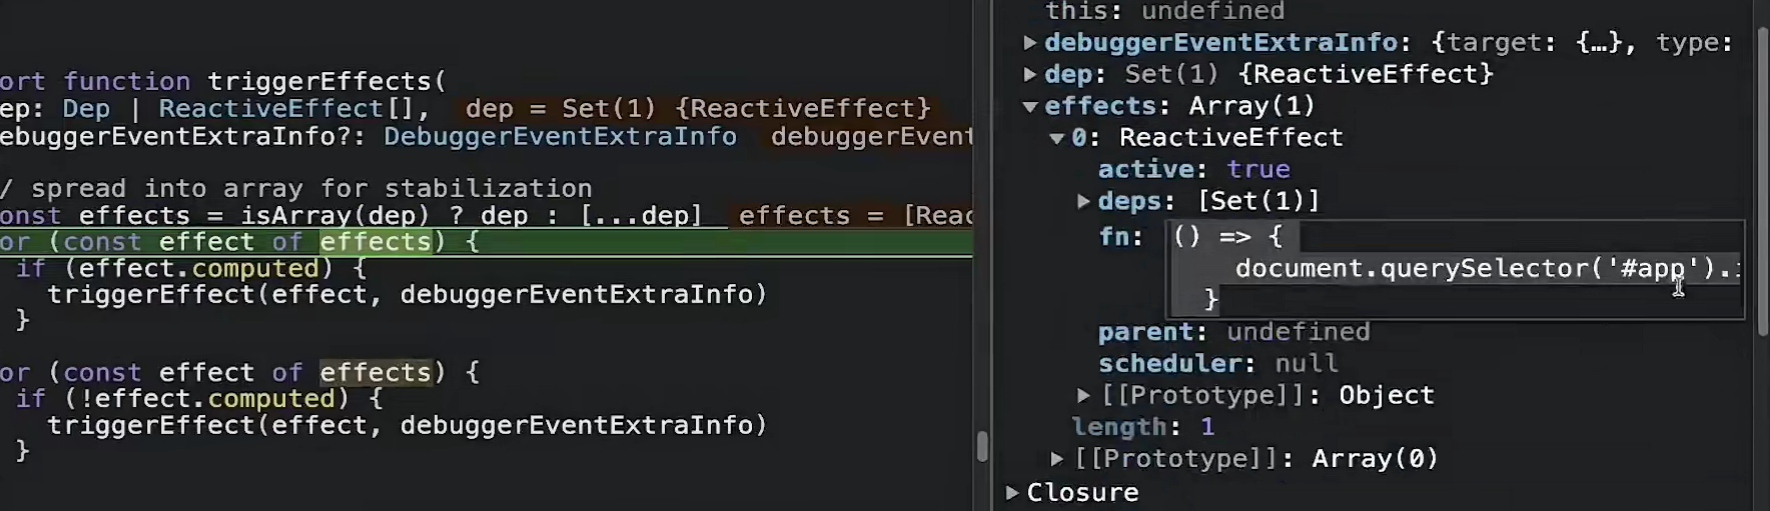 ort function triggerEffects(
ep: Dep | ReactiveEffect[], dep = Set(1) {ReactiveEffect}
ebuggerEventExtraInfo?: DebuggerEventExtraInfo debuggerEvent
/ spread into array for stabilization
onst effects = isArray(dep) ? dep : [...dep] effects = [Reac
or (const effect of effects) {
if (effect.computed) {
triggerEffect(effect, debuggerEventExtraInfo)
}
or (const effect of effects) {
if (!effect.computed) {
triggerEffect(effect, debuggerEventExtraInfo)
}
this: undefined
▶debuggerEventExtraInfo: {target: {…}, type:
▶dep: Set(1) {ReactiveEffect}
▼effects: Array(1)
▼0: ReactiveEffect
active: true
▶deps: [Set(1)]
fn: () => {
document.querySelector('#app').
}
parent: undefined
scheduler: null
▶[[Prototype]]: Object
length: 1
▶[[Prototype]]: Array(0)
▶Closure